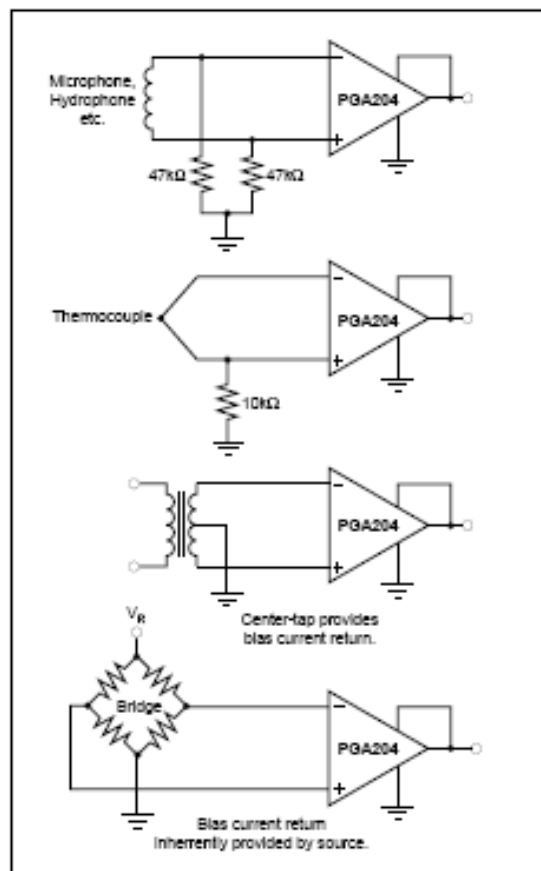 Microphone,
Hydrophone
etc.
−
PGA204
+
47kΩ
47kΩ
−
Thermocouple
PGA204
+
10kΩ
−
PGA204
+
Center-tap provides
bias current return.
VR
Bridge
−
PGA204
+
Bias current return
inherrently provided by source.